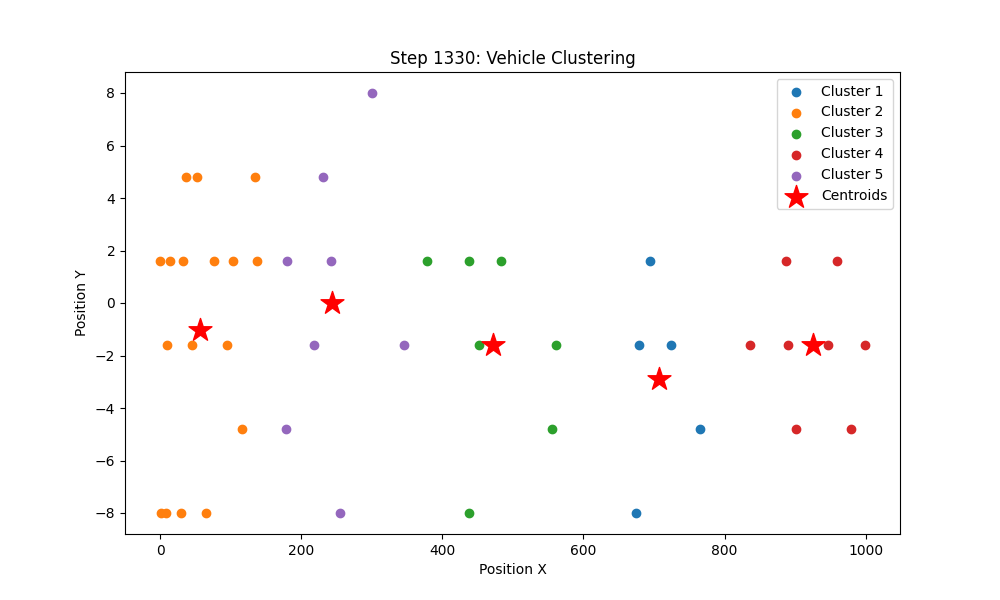 Step 1330: Vehicle Clustering
Cluster 1
Cluster 2
Cluster 3
Cluster 4
Cluster 5
Centroids
Position Y
8
6
4
2
0
−2
−4
−6
−8
0
200
400
600
800
1000
Position X